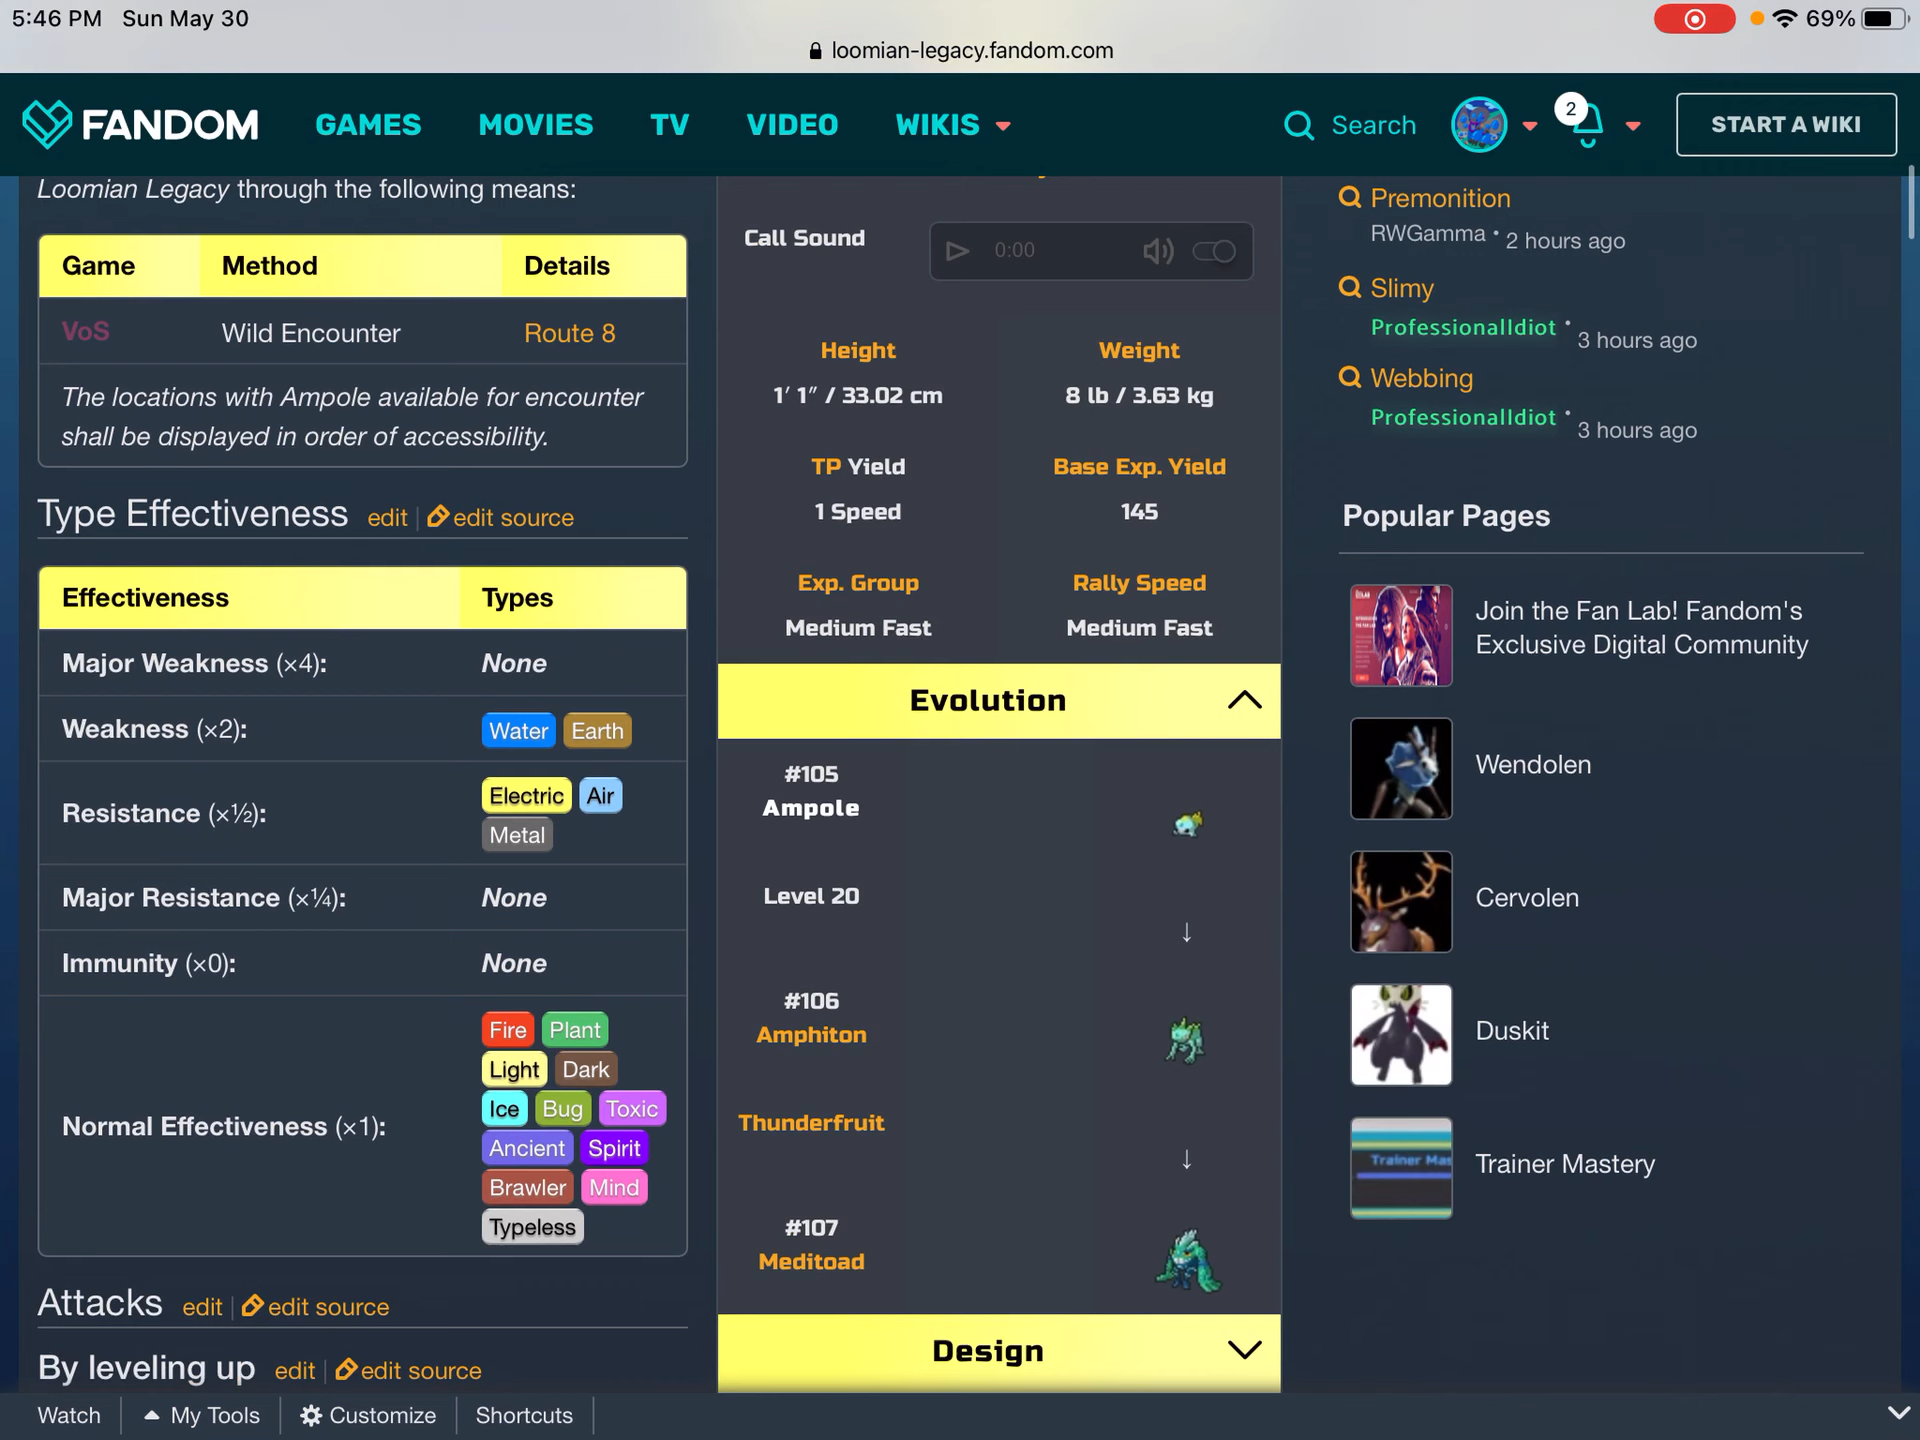 5:46 PM Sun May 30
69%
loomian-legacy.fandom.com
FANDOM
GAMES
MOVIES
TV
VIDEO
WIKIS
Search
2
START A WIKI
Loomian Legacy through the following means:
Game Method Details
VoS Wild Encounter Route 8
The locations with Ampole available for encounter
shall be displayed in order of accessibility.
Type Effectiveness edit | edit source
Effectiveness Types
Major Weakness (×4): None
Weakness (×2): Water Earth
Resistance (×½): Electric Air
Metal
Major Resistance (×¼): None
Immunity (×0): None
Normal Effectiveness (×1): Fire Plant
Light Dark
Ice Bug Toxic
Ancient Spirit
Brawler Mind
Typeless
Attacks edit | edit source
By leveling up edit | edit source
Call Sound 0:00
Height Weight
1′ 1″ / 33.02 cm 8 lb / 3.63 kg
TP Yield Base Exp. Yield
1 Speed 145
Exp. Group Rally Speed
Medium Fast Medium Fast
Evolution
#105
Ampole
Level 20
↓
#106
Amphiton
Thunderfruit
↓
#107
Meditoad
Design
Premonition
RWGamma • 2 hours ago
Slimy
ProfessionalIdiot • 3 hours ago
Webbing
ProfessionalIdiot • 3 hours ago
Popular Pages
Join the Fan Lab! Fandom's
Exclusive Digital Community
Wendolen
Cervolen
Duskit
Trainer Mas
Trainer Mastery
Watch My Tools Customize Shortcuts